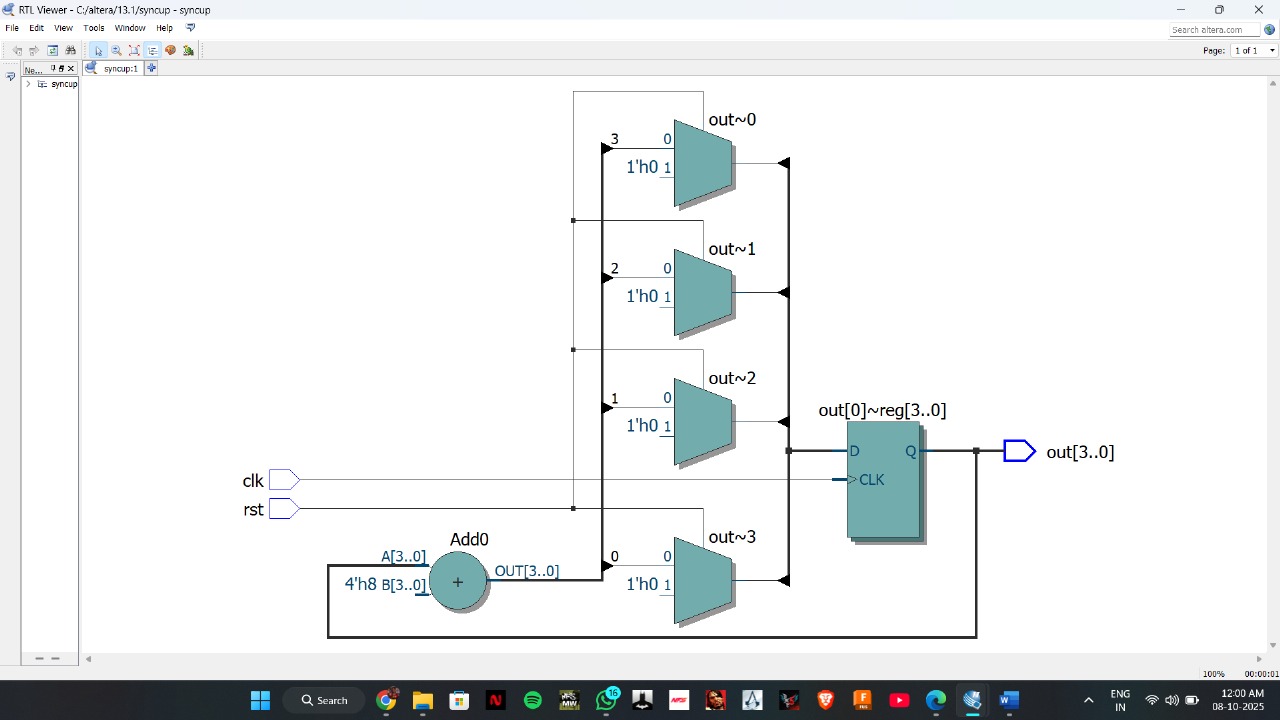 RTL Viewer - C:/altera/13.1/syncup - syncup
File Edit View Tools Window Help
Search altera.com
Page: 1 of 1
Ne...
syncup:1
syncup
out~0
3
0
1'h0 1
out~1
2
0
1'h0 1
out~2
1
0
1'h0 1
out[0]~reg[3..0]
D Q
out[3..0]
clk
CLK
rst
out~3
Add0
0
0
A[3..0]
OUT[3..0]
+
4'h8 B[3..0]
1'h0 1
100% 00:00:01
Search
N
16
NFS
F
W
ENG
IN
12:00 AM
08-10-2025